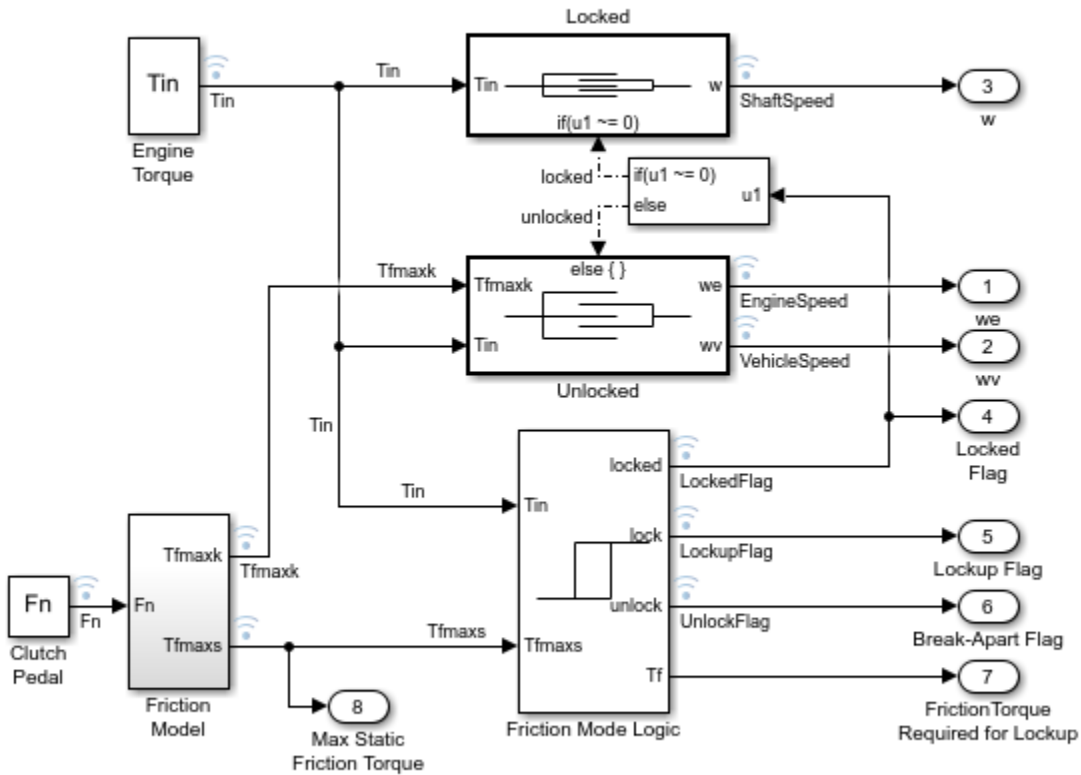 Locked
Tin
Tin
Engine
Torque
Tin
Tin
w
if(u1 ~= 0)
ShaftSpeed
3
w
locked
unlocked
if(u1 ~= 0)
else
u1
Tfmaxk
else { }
Tfmaxk
Tin
we
wv
EngineSpeed
VehicleSpeed
Unlocked
1
we
2
wv
4
Locked
Flag
Tin
Tin
Tin
Tfmaxs
locked
lock
unlock
Tf
Friction Mode Logic
LockedFlag
LockupFlag
UnlockFlag
5
Lockup Flag
6
Break-Apart Flag
7
FrictionTorque
Required for Lockup
Fn
Clutch
Pedal
Fn
Fn
Tfmaxk
Tfmaxs
Friction
Model
Tfmaxk
Tfmaxs
8
Max Static
Friction Torque